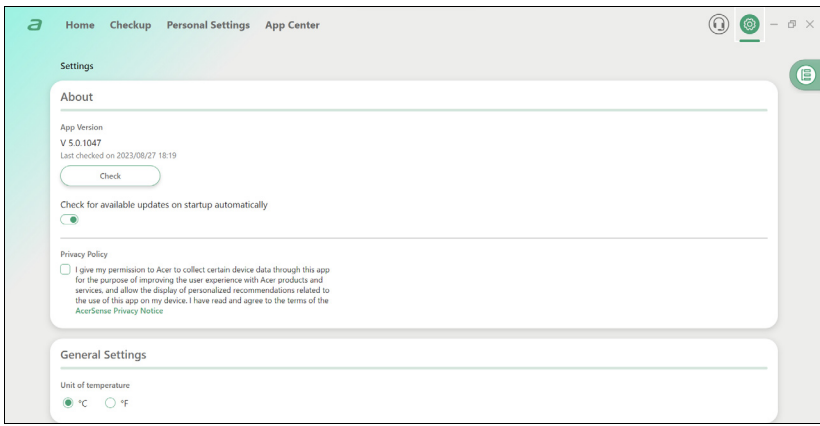 a Home Checkup Personal Settings App Center
Settings
About
App Version
V 5.0.1047
Last checked on 2023/08/27 18:19
Check
Check for available updates on startup automatically
Privacy Policy
I give my permission to Acer to collect certain device data through this app
for the purpose of improving the user experience with Acer products and
services, and allow the display of personalized recommendations related to
the use of this app on my device. I have read and agree to the terms of the
AcerSense Privacy Notice
General Settings
Unit of temperature
°C °F